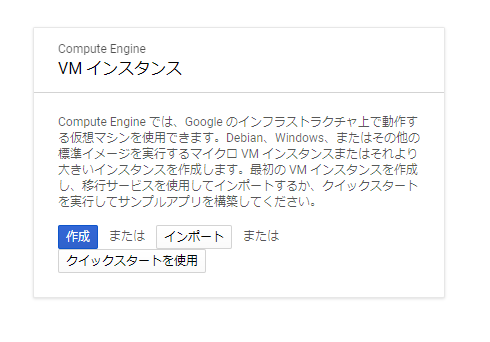 Compute Engine
VM インスタンス
Compute Engine では、Google のインフラストラクチャ上で動作す
る仮想マシンを使用できます。Debian、Windows、またはその他の
標準イメージを実行するマイクロ VM インスタンスまたはそれより
大きいインスタンスを作成します。最初の VM インスタンスを作成
し、移行サービスを使用してインポートするか、クイックスタート
を実行してサンプルアプリを構築してください。
作成 または インポート または
クイックスタートを使用